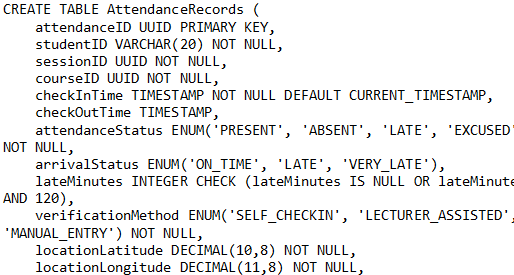 CREATE TABLE AttendanceRecords (
attendanceID UUID PRIMARY KEY,
studentID VARCHAR(20) NOT NULL,
sessionID UUID NOT NULL,
courseID UUID NOT NULL,
checkInTime TIMESTAMP NOT NULL DEFAULT CURRENT_TIMESTAMP,
checkOutTime TIMESTAMP,
attendanceStatus ENUM('PRESENT', 'ABSENT', 'LATE', 'EXCUSED'
NOT NULL,
arrivalStatus ENUM('ON_TIME', 'LATE', 'VERY_LATE'),
lateMinutes INTEGER CHECK (lateMinutes IS NULL OR lateMinute
AND 120),
verificationMethod ENUM('SELF_CHECKIN', 'LECTURER_ASSISTED',
'MANUAL_ENTRY') NOT NULL,
locationLatitude DECIMAL(10,8) NOT NULL,
locationLongitude DECIMAL(11,8) NOT NULL,